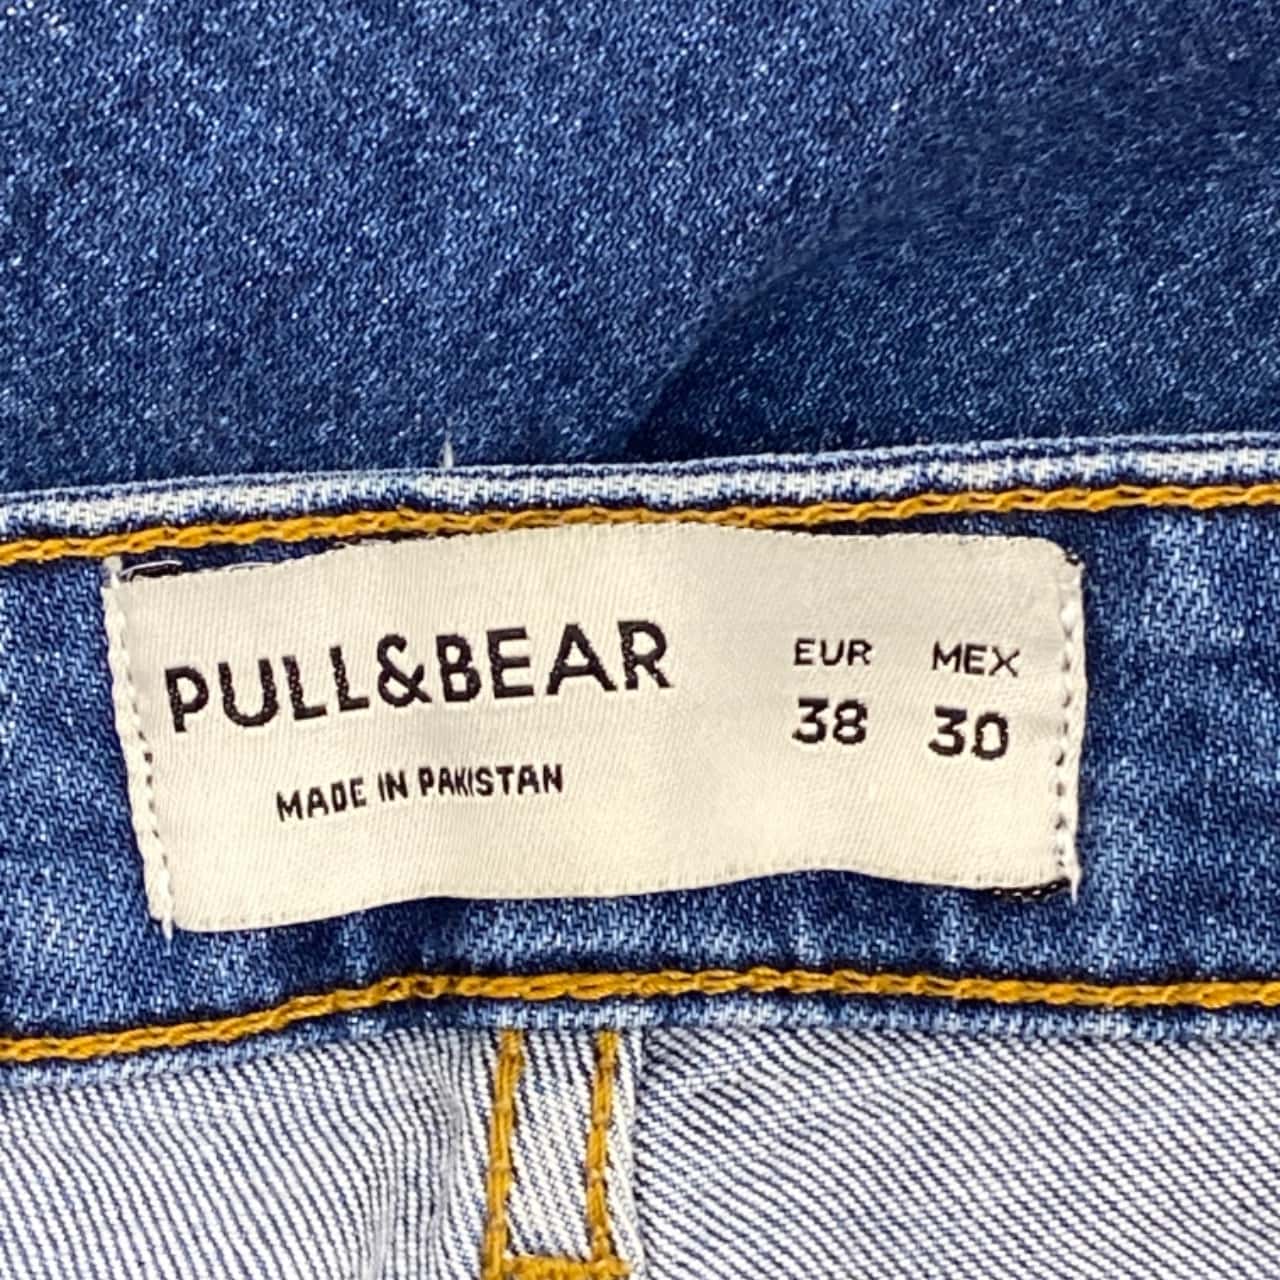 PULL&BEAR
MADE IN PAKISTAN
EUR MEX
38 30